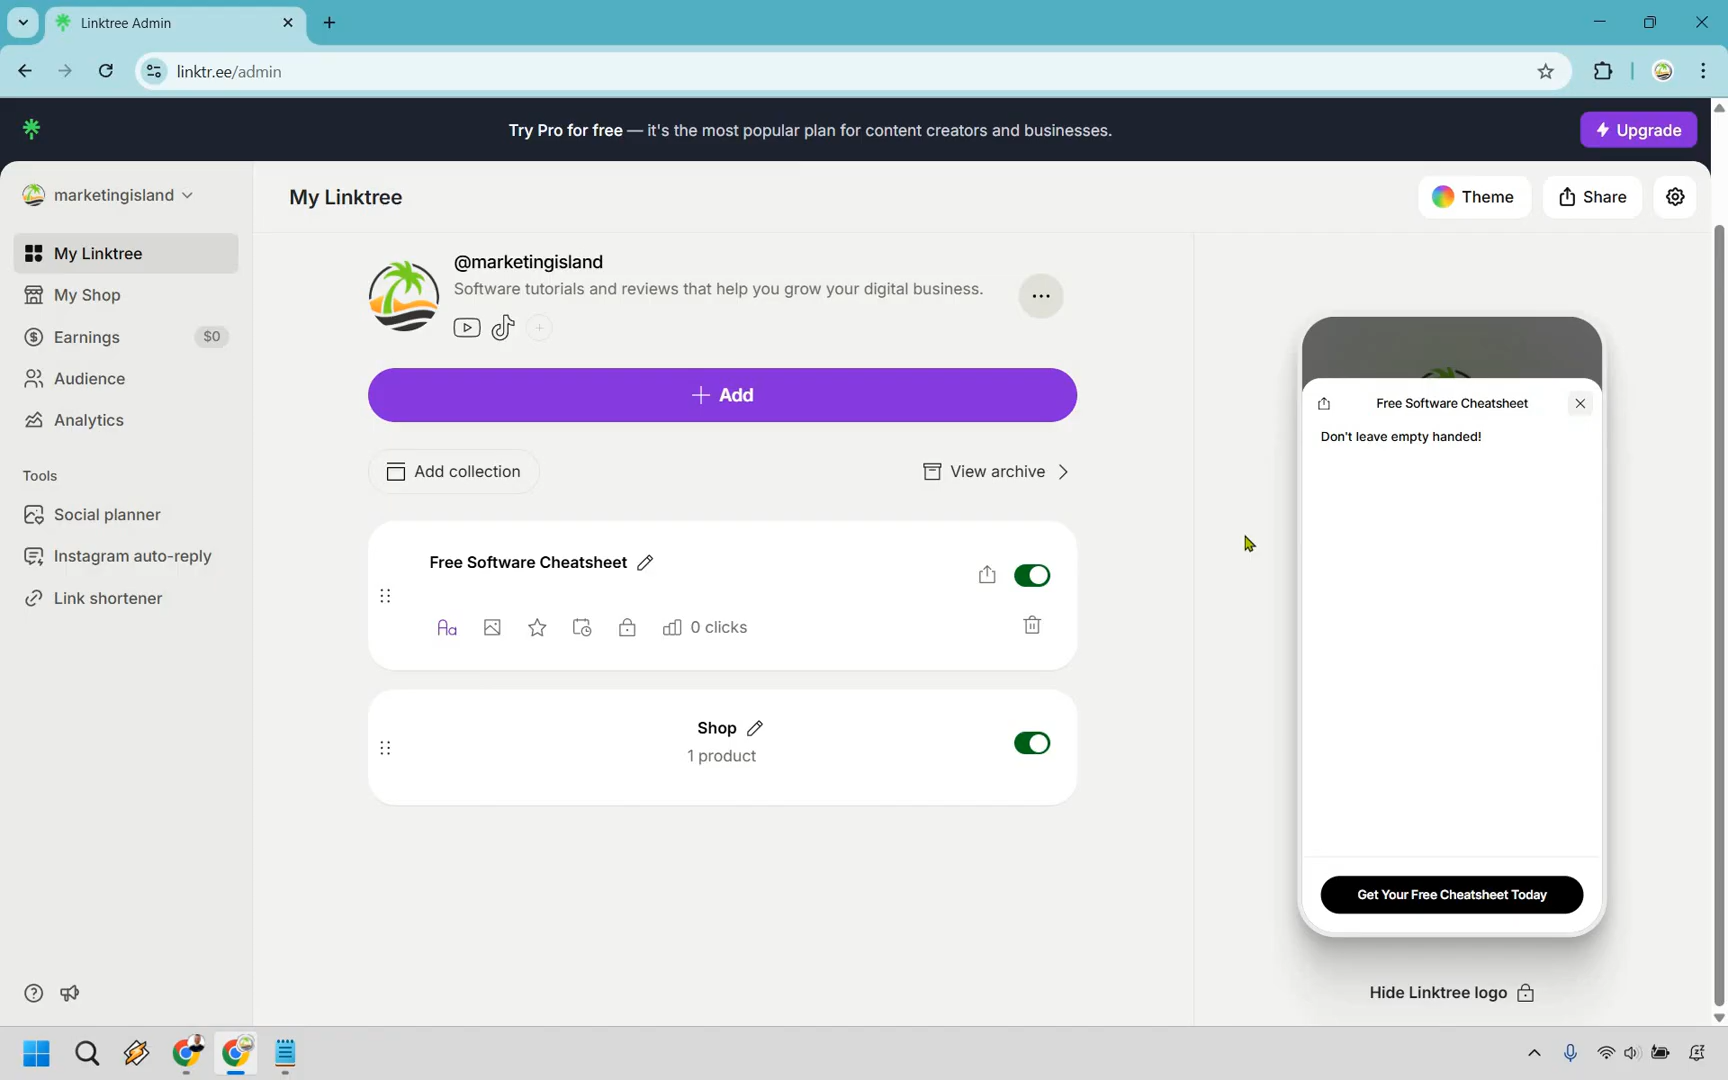 Linktree Admin
linktr.ee/admin
Try Pro for free — it's the most popular plan for content creators and businesses.
Upgrade
marketingisland
My Linktree
Theme
Share
My Linktree
My Shop
Earnings
$0
Audience
Analytics
Tools
Social planner
Instagram auto-reply
Link shortener
@marketingisland
Software tutorials and reviews that help you grow your digital business.
Add
Add collection
View archive
Free Software Cheatsheet
Aa
0 clicks
Shop
1 product
Free Software Cheatsheet
Don't leave empty handed!
Get Your Free Cheatsheet Today
Hide Linktree logo